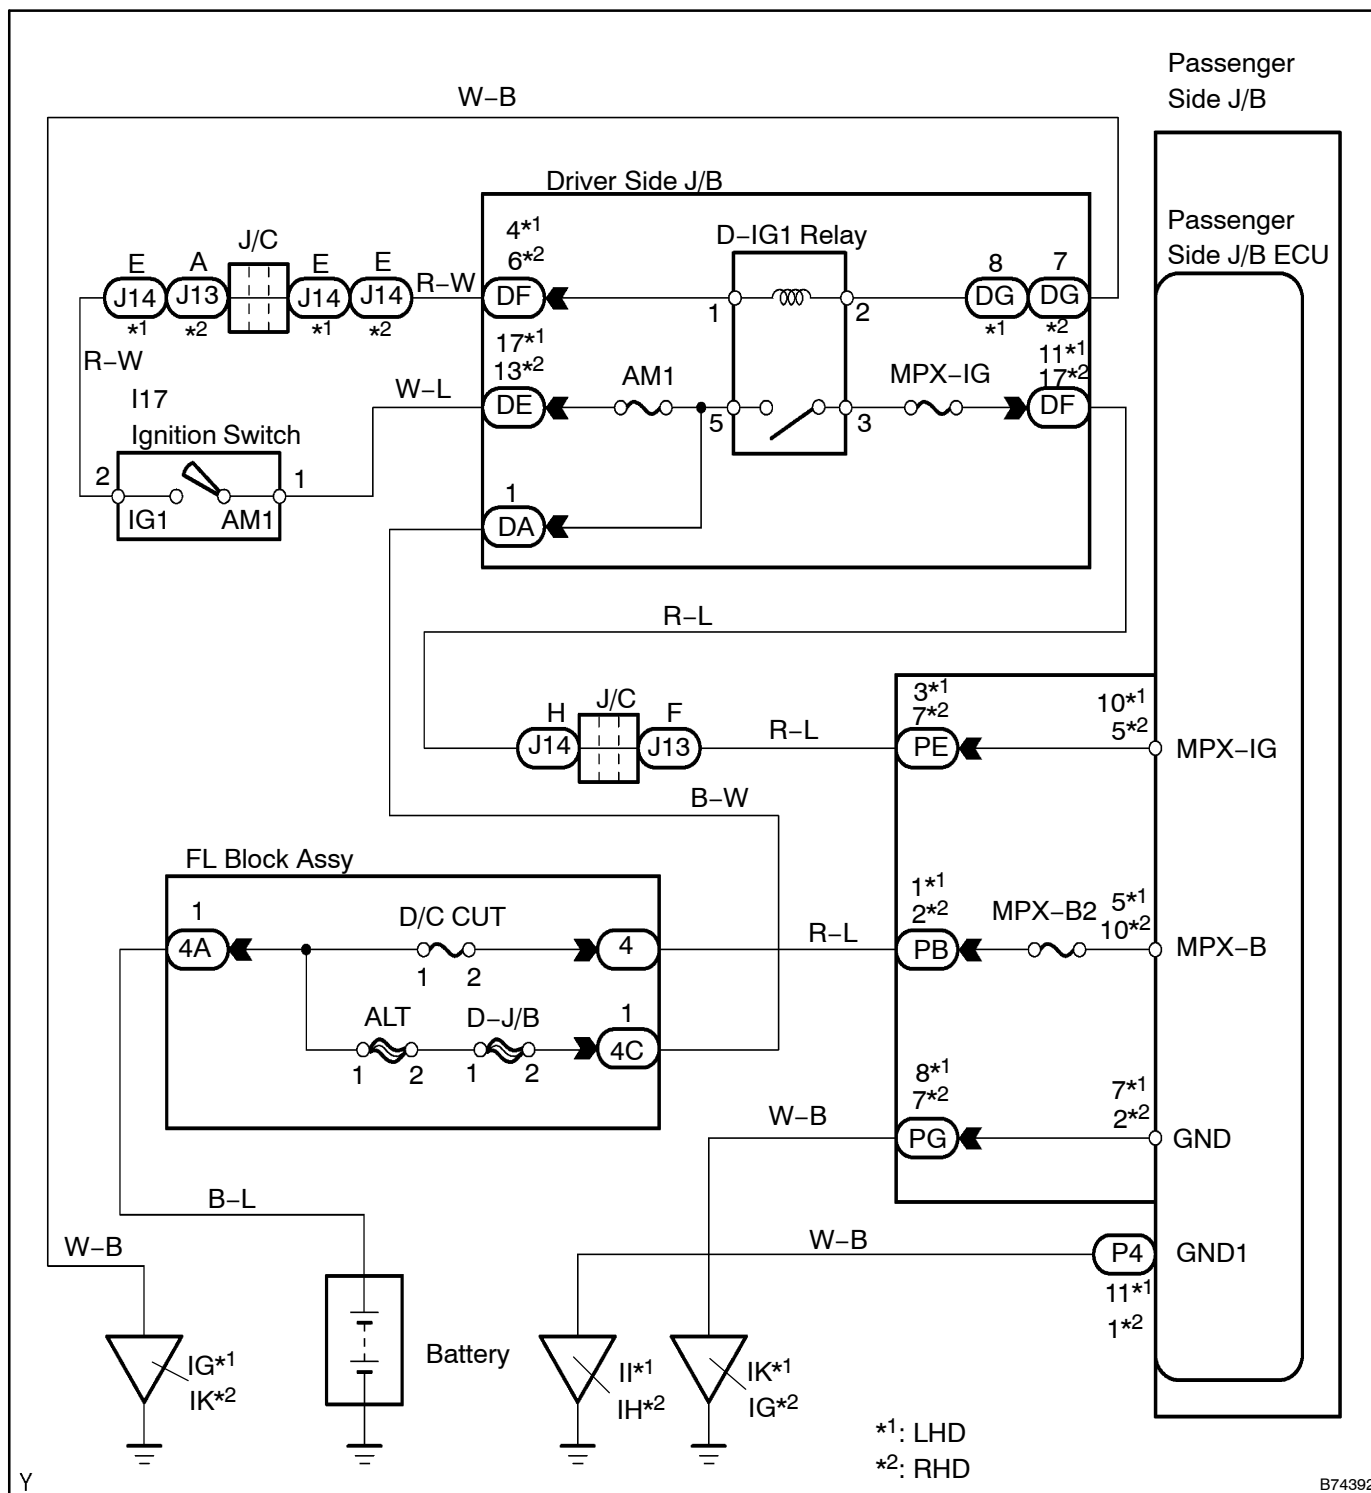 Passenger
Side J/B
W–B
Driver Side J/B
Passenger
Side J/B ECU
4*1
6*2
D–IG1 Relay
J/C
E
A
E
E
8
7
J14
J13
J14
J14
R–W
DF
1
2
DG
DG
*1
*2
*1
*2
*1
*2
R–W
17*1
13*2
AM1
MPX–IG
11*1
17*2
I17
Ignition Switch
W–L
DE
5
3
DF
2
1
IG1
AM1
1
DA
R–L
3*1
7*2
10*1
5*2
H
J/C
F
J14
J13
R–L
PE
MPX–IG
B–W
FL Block Assy
1
D/C CUT
1*1
2*2
MPX–B2
5*1
10*2
4A
1
2
4
R–L
PB
MPX–B
ALT
D–J/B
1
1
2
1
2
4C
8*1
7*2
7*1
2*2
W–B
PG
GND
B–L
W–B
W–B
P4
GND1
11*1
1*2
IG*1
IK*2
Battery
II*1
IH*2
IK*1
IG*2
*1: LHD
*2: RHD
Y
B74392